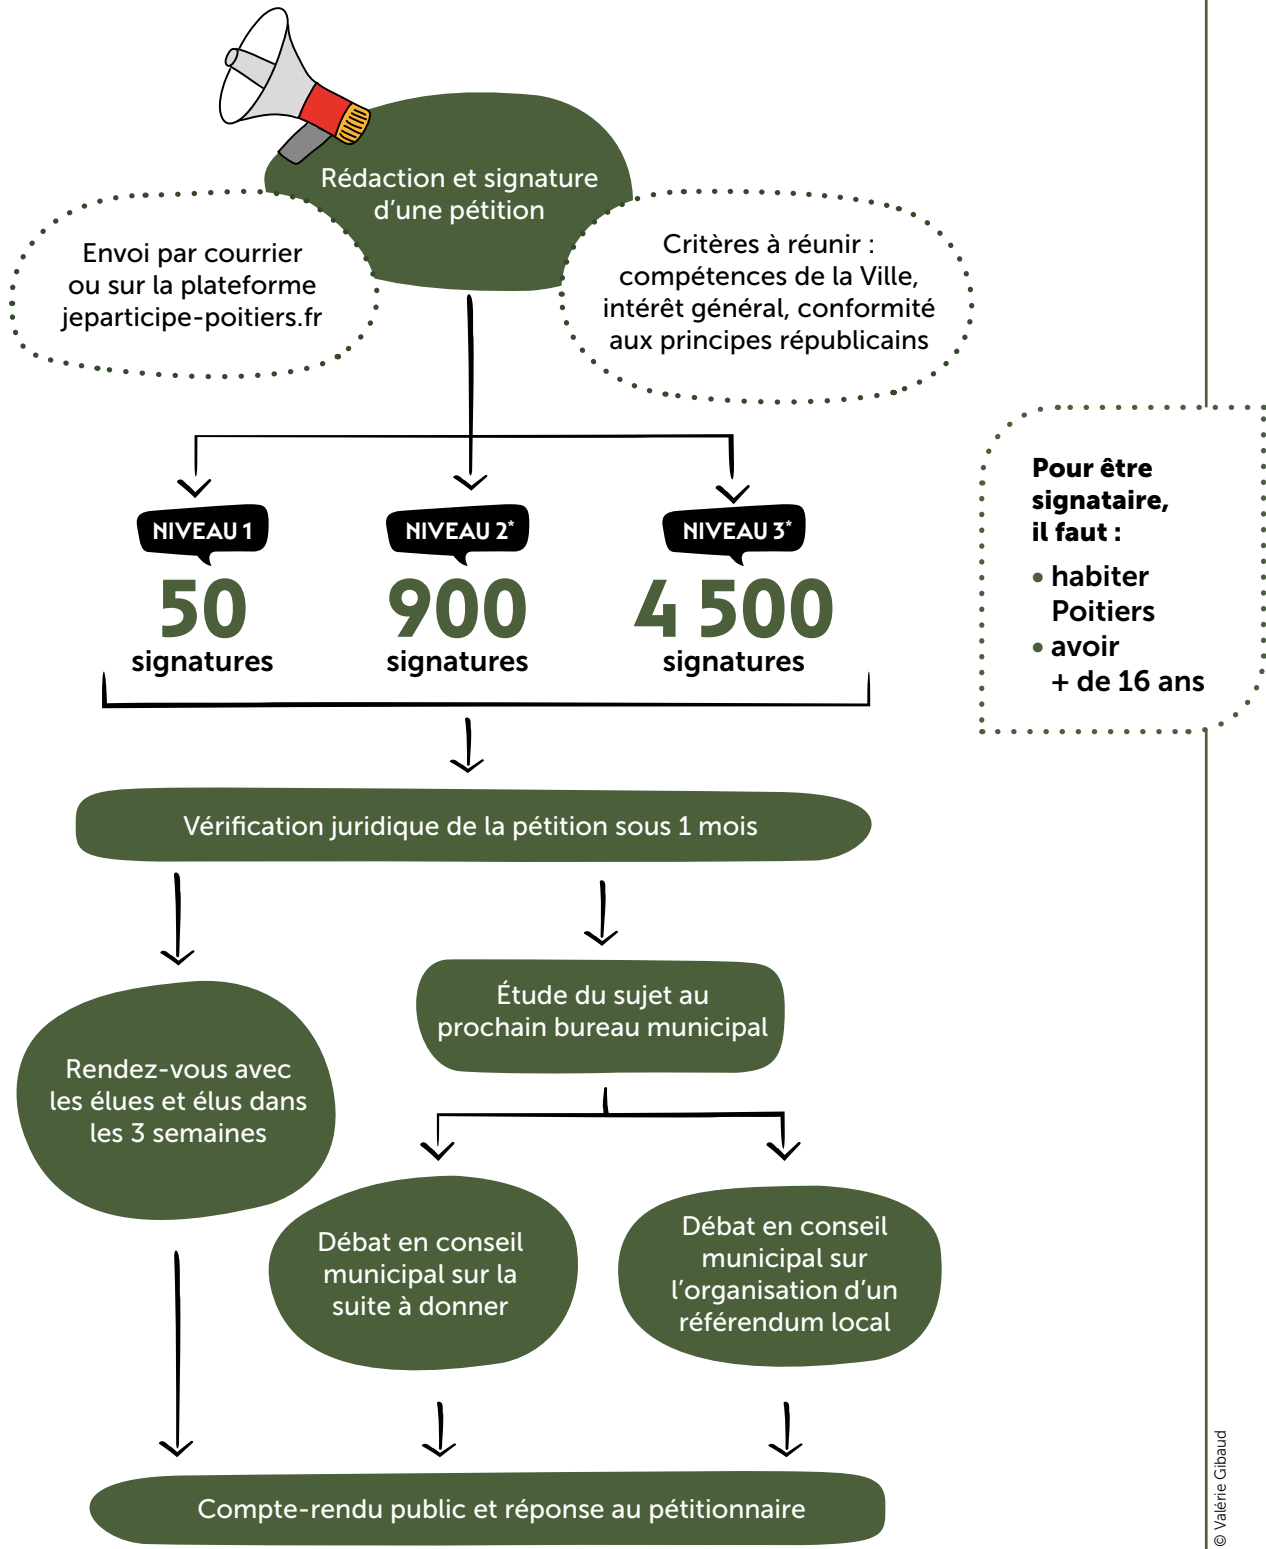 Rédaction et signature
d’une pétition
Envoi par courrier
ou sur la plateforme
jeparticipe-poitiers.fr
Critères à réunir :
compétences de la Ville,
intérêt général, conformité
aux principes républicains
Pour être
signataire,
il faut :
• habiter
Poitiers
• avoir
+ de 16 ans
NIVEAU 1
50
signatures
NIVEAU 2*
900
signatures
NIVEAU 3*
4 500
signatures
Vérification juridique de la pétition sous 1 mois
Rendez-vous avec
les élues et élus dans
les 3 semaines
Étude du sujet au
prochain bureau municipal
Débat en conseil
municipal sur la
suite à donner
Débat en conseil
municipal sur
l’organisation d’un
référendum local
Compte-rendu public et réponse au pétitionnaire
© Valérie Gibaud